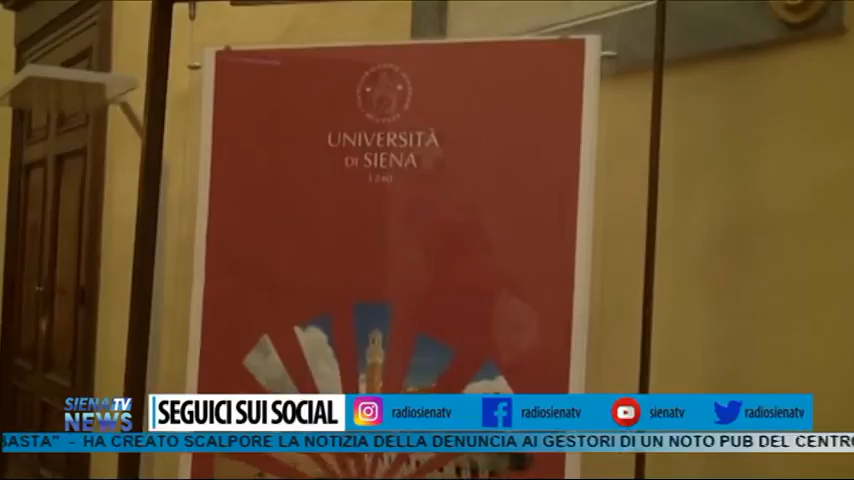 UNIVERSITÀ
DI SIENA
1240
SIENA TV
NEWS
SEGUICI SUI SOCIAL
radiosienatv
radiosienatv
sienatv
radiosienatv
BASTA" - HA CREATO SCALPORE LA NOTIZIA DELLA DENUNCIA AI GESTORI DI UN NOTO PUB DEL CENTRO